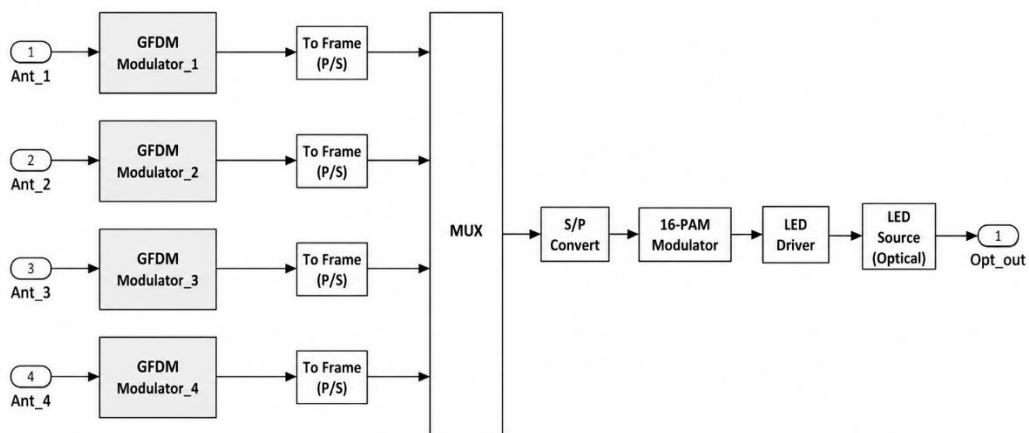 1
Ant_1
GFDM
Modulator_1
To Frame
(P/S)
2
Ant_2
GFDM
Modulator_2
To Frame
(P/S)
3
Ant_3
GFDM
Modulator_3
To Frame
(P/S)
4
Ant_4
GFDM
Modulator_4
To Frame
(P/S)
MUX
S/P
Convert
16-PAM
Modulator
LED
Driver
LED
Source
(Optical)
1
Opt_out